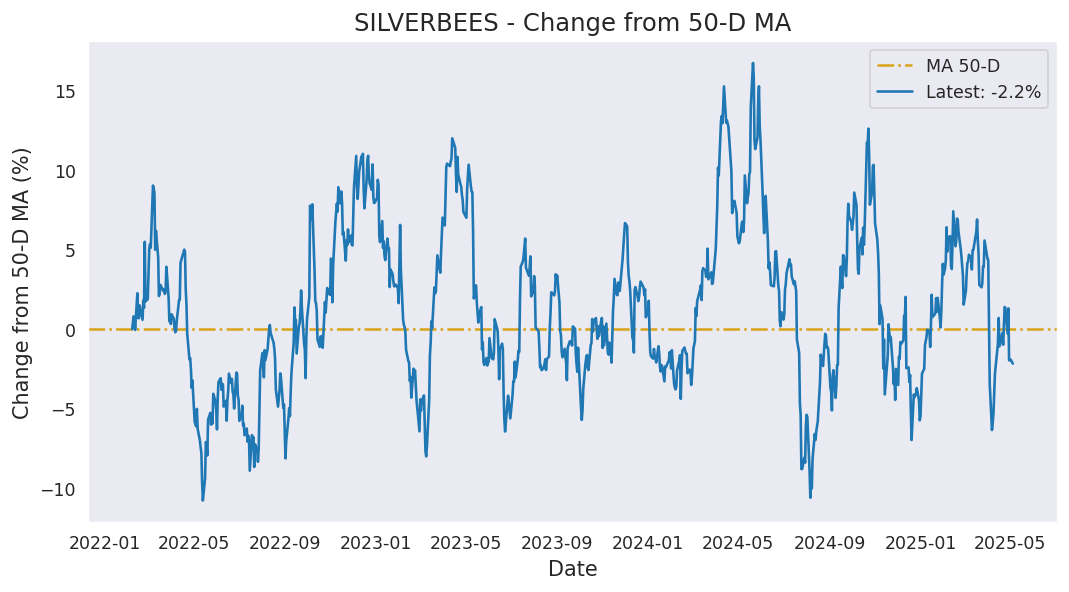 SILVERBEES - Change from 50-D MA
MA 50-D
Latest: -2.2%
Change from 50-D MA (%)
15
10
5
0
−5
−10
2022-01 2022-05 2022-09 2023-01 2023-05 2023-09 2024-01 2024-05 2024-09 2025-01 2025-05
Date